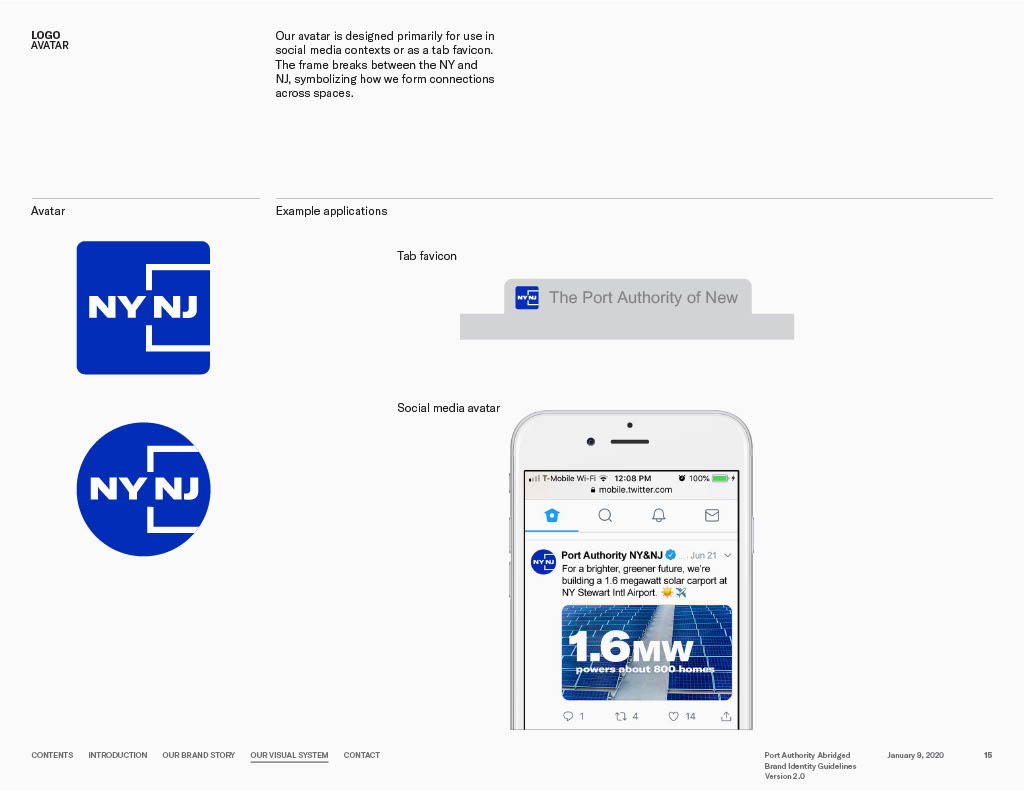 LOGO
AVATAR
Our avatar is designed primarily for use in
social media contexts or as a tab favicon.
The frame breaks between the NY and
NJ, symbolizing how we form connections
across spaces.
Avatar
Example applications
NY NJ
NY NJ
Tab favicon
NY NJ The Port Authority of New
Social media avatar
T-Mobile Wi-Fi 12:08 PM 100%
mobile.twitter.com
NY NJ
Port Authority NY&NJ ... Jun 21
For a brighter, greener future, we're
building a 1.6 megawatt solar carport at
NY Stewart Intl Airport. ☀️ ✈️
1.6MW
powers about 800 homes
1 4 14
CONTENTS INTRODUCTION OUR BRAND STORY OUR VISUAL SYSTEM CONTACT
Port Authority Abridged
Brand Identity Guidelines
Version 2.0
January 9, 2020
15